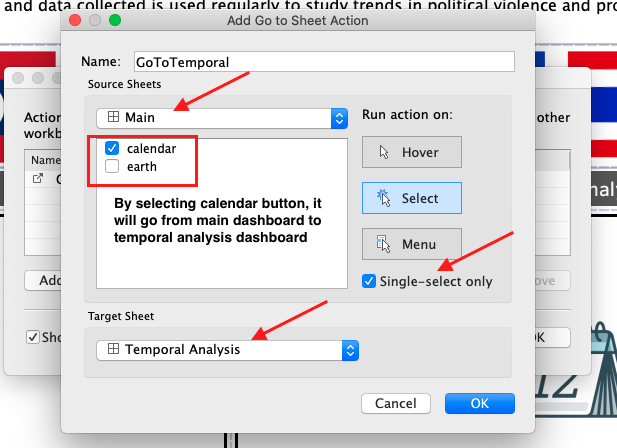 and data collected is used regularly to study trends in political violence and pro
Add Go to Sheet Action
Name: GoToTemporal
Source Sheets
Main
calendar
earth
By selecting calendar button, it
will go from main dashboard to
temporal analysis dashboard
Run action on:
Hover
Select
Menu
Single-select only
Target Sheet
Temporal Analysis
Cancel
OK
Action
workb
Name
Add
Sho
other
nal
ove
OK
12